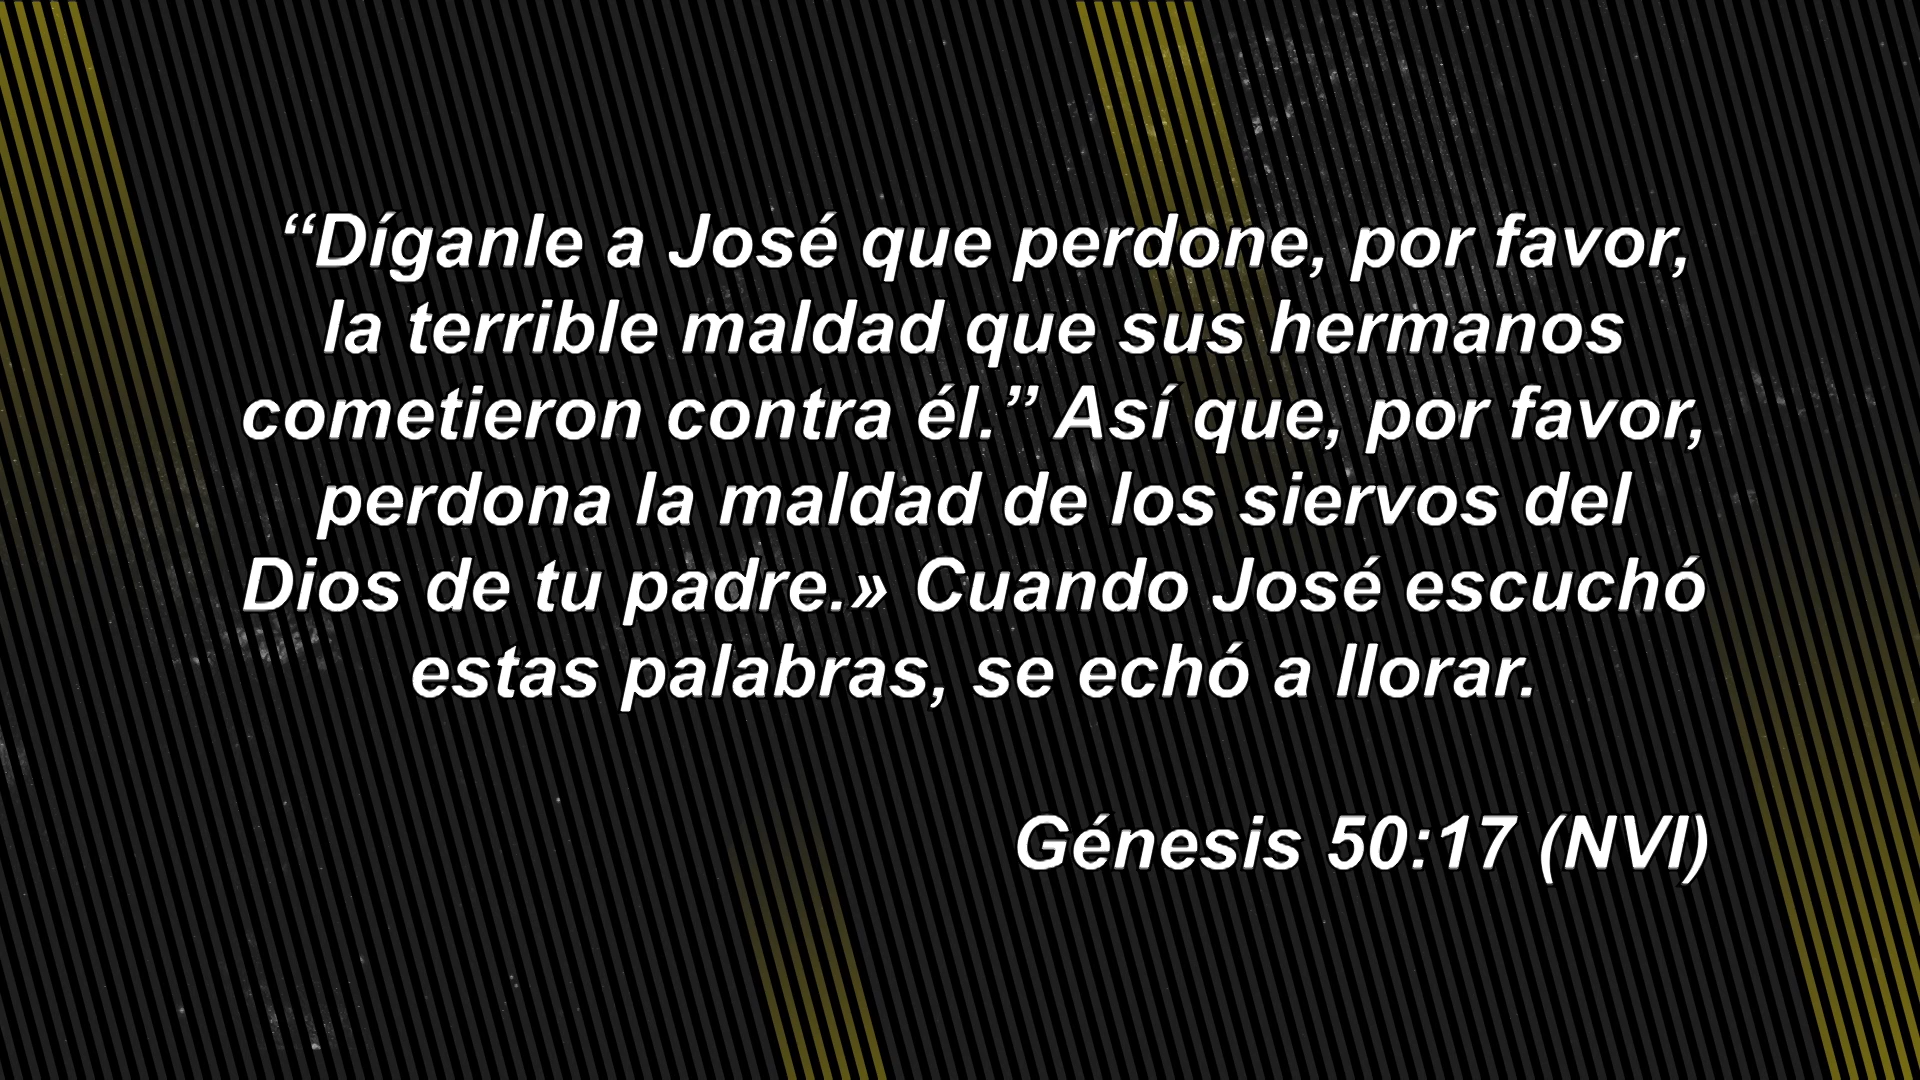 “Díganle a José que perdone, por favor,
la terrible maldad que sus hermanos
cometieron contra él.” Así que, por favor,
perdona la maldad de los siervos del
Dios de tu padre.» Cuando José escuchó
estas palabras, se echó a llorar.
Génesis 50:17 (NVI)